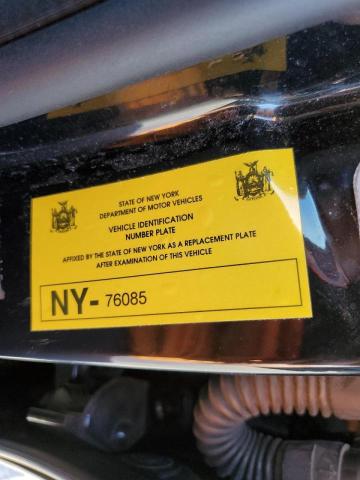 STATE OF NEW YORK
DEPARTMENT OF MOTOR VEHICLES
VEHICLE IDENTIFICATION
NUMBER PLATE
AFFIXED BY THE STATE OF NEW YORK AS A REPLACEMENT PLATE
AFTER EXAMINATION OF THIS VEHICLE
NY- 76085